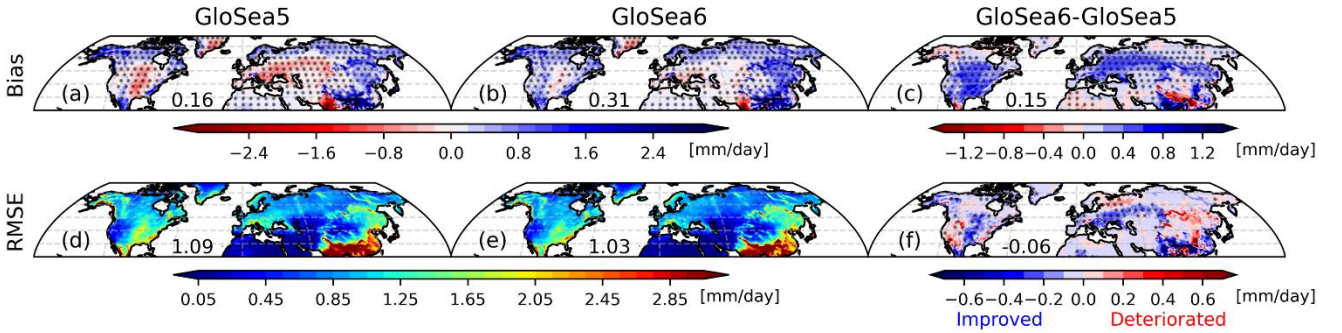 GloSea5 GloSea6 GloSea6-GloSea5
Bias
(a) 0.16 (b) 0.31 (c) 0.15
−2.4 −1.6 −0.8 0.0 0.8 1.6 2.4 [mm/day] −1.2−0.8−0.4 0.0 0.4 0.8 1.2 [mm/day]
RMSE
(d) 1.09 (e) 1.03 (f) -0.06
0.05 0.45 0.85 1.25 1.65 2.05 2.45 2.85 [mm/day] −0.6−0.4−0.2 0.0 0.2 0.4 0.6 [mm/day]
Improved Deteriorated